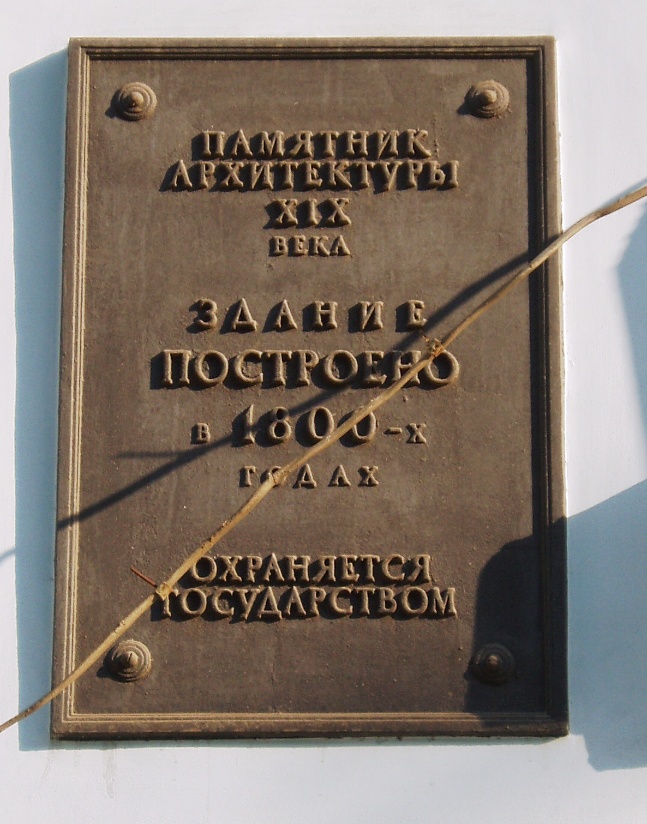 ПАМЯТНИК
АРХИТЕКТУРЫ
XIX
ВЕКА
ЗДАНИЕ
ПОСТРОЕНО
в 1800-х
ГОДАХ
ОХРАНЯЕТСЯ
ГОСУДАРСТВОМ